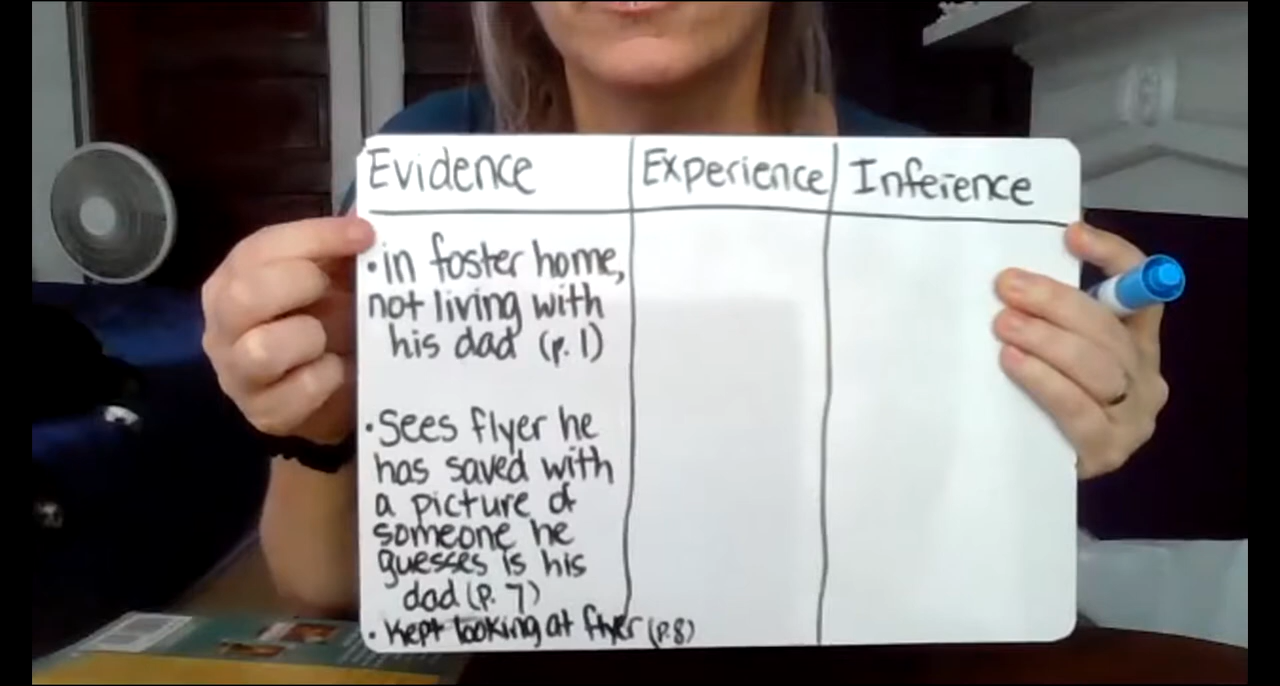 Evidence
Experience
Inference
• in foster home,
not living with
his dad (p. 1)
• Sees flyer he
has saved with
a picture of
someone he
guesses is his
dad (p. 7)
• Kept looking at flyer (p.8)